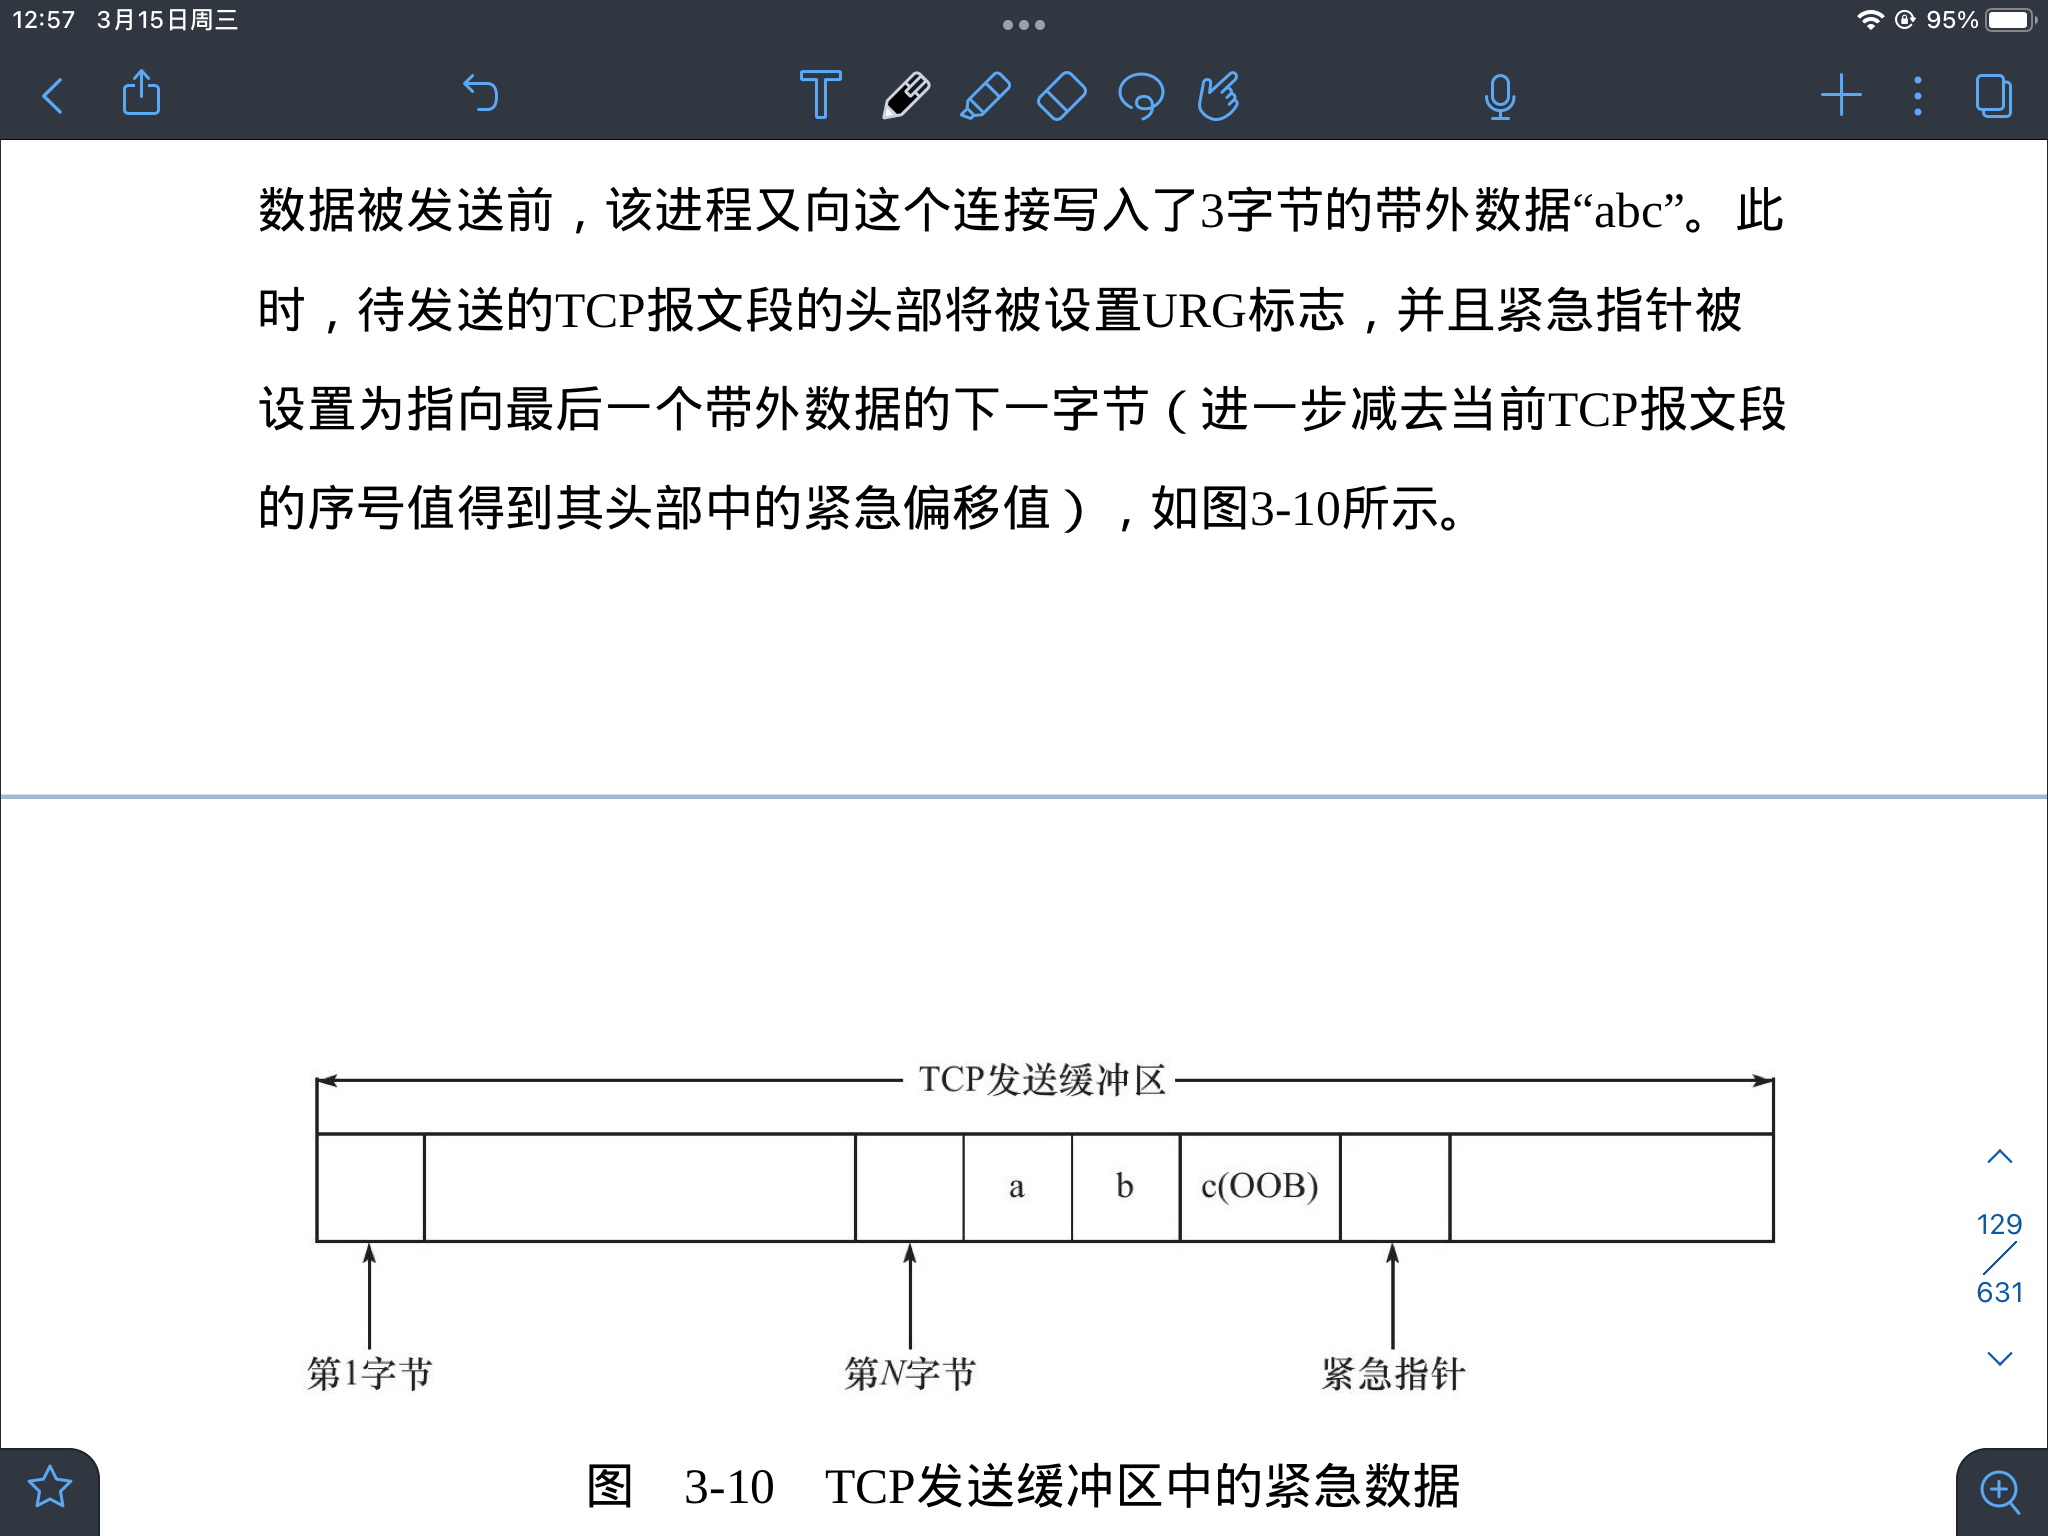 12:57 3月15日周三
95%
数据被发送前，该进程又向这个连接写入了3字节的带外数据“abc”。此
时，待发送的TCP报文段的头部将被设置URG标志，并且紧急指针被
设置为指向最后一个带外数据的下一字节（进一步减去当前TCP报文段
的序号值得到其头部中的紧急偏移值），如图3-10所示。
TCP发送缓冲区
a b c(OOB)
第1字节 第N字节 紧急指针
129
631
图 3-10 TCP发送缓冲区中的紧急数据